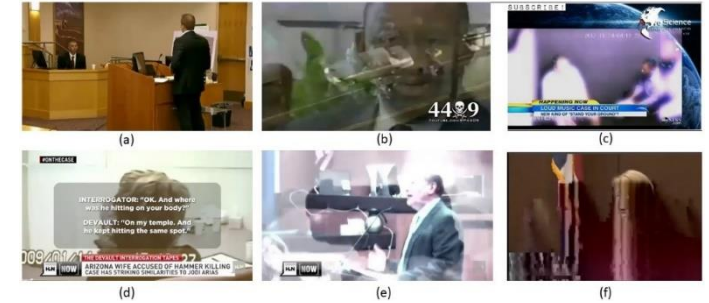 SUBSCRIBE!
Science
4409
HAPPENING NOW
LOUD MUSIC CASE IN COURT
NEW KIND OF "STAND YOUR GROUND"?
(a)
(b)
(c)
#ONTHECASE
INTERROGATOR: "OK. And where
was he hitting on your body?"
DEVAULT: "On my temple. And
he kept hitting the same spot."
THE DEVAULT INTERROGATION TAPES
HLN NOW
ARIZONA WIFE ACCUSED OF HAMMER KILLING
CASE HAS STRIKING SIMILARITIES TO JODI ARIAS
HLN NOW
(d)
(e)
(f)